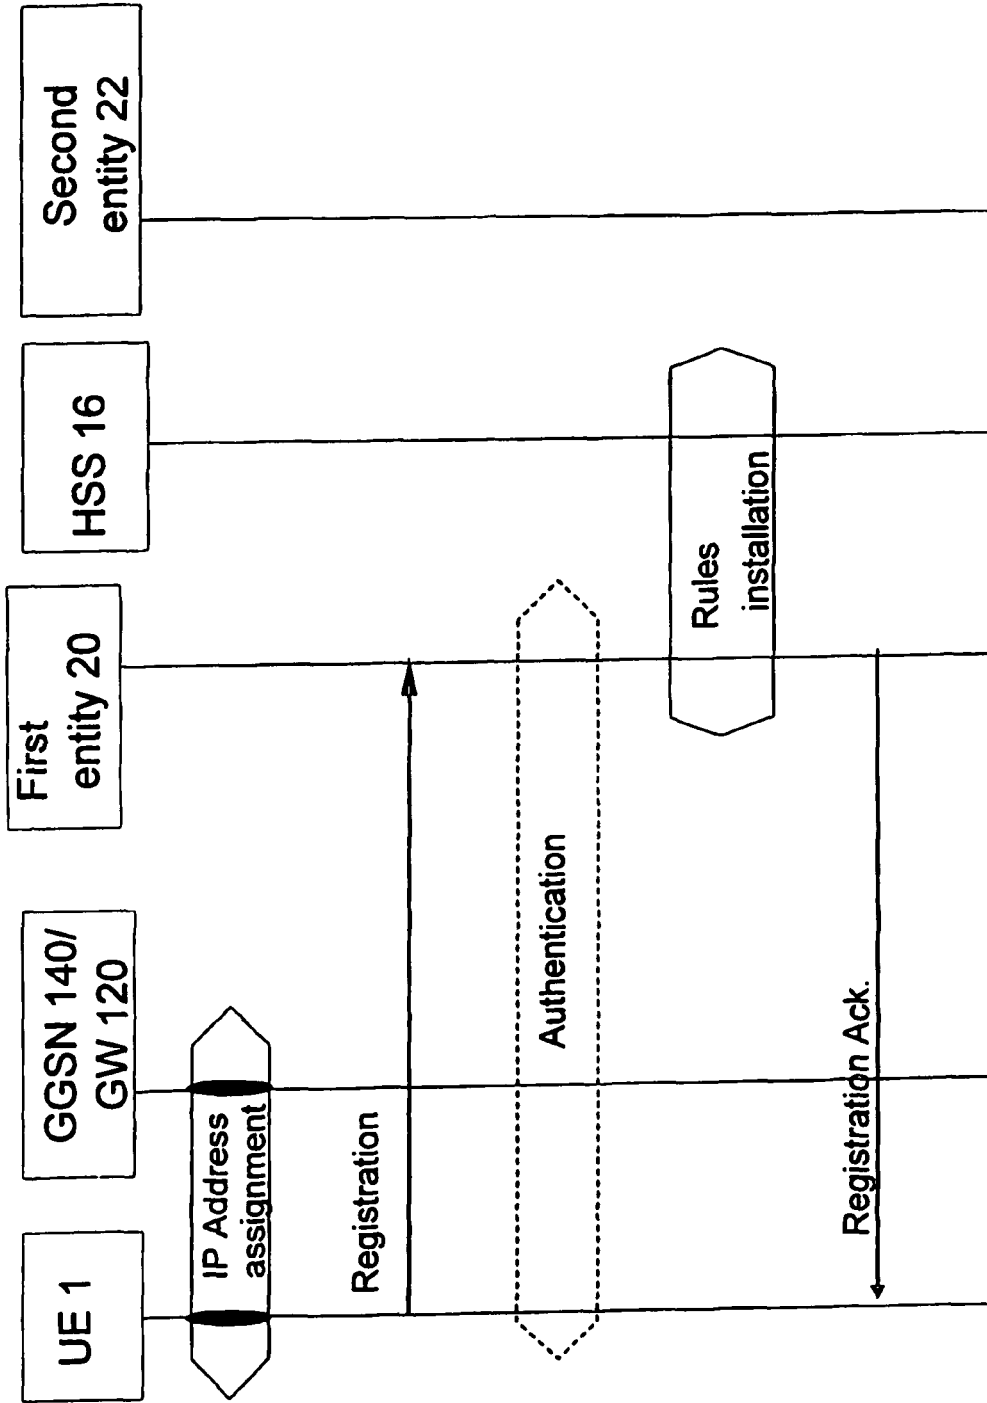 UE 1
GGSN 140/
GW 120
First
entity 20
HSS 16
Second
entity 22
IP Address
assignment
Registration
Authentication
Rules
installation
Registration Ack.